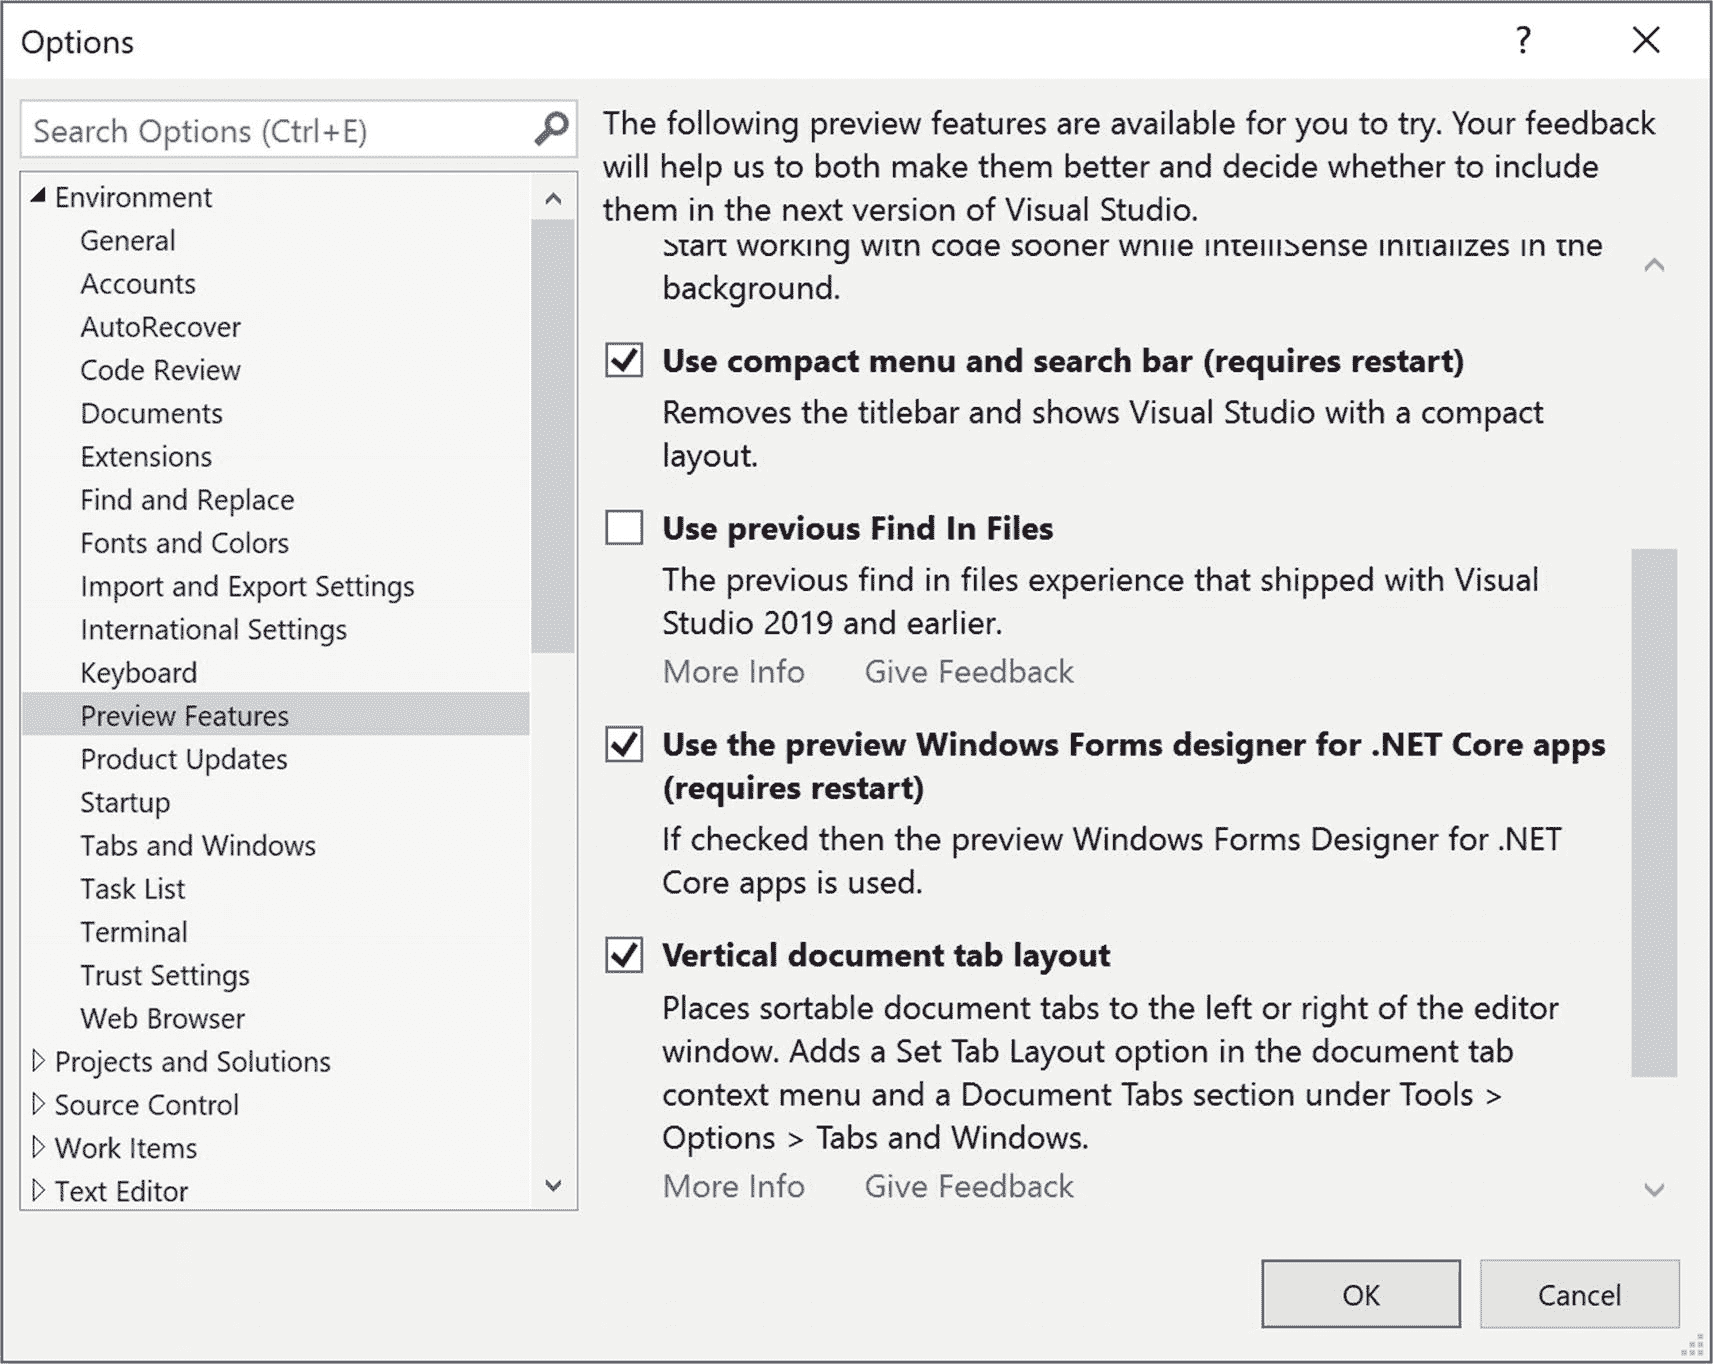 Options
?
Search Options (Ctrl+E)
Environment
General
Accounts
AutoRecover
Code Review
Documents
Extensions
Find and Replace
Fonts and Colors
Import and Export Settings
International Settings
Keyboard
Preview Features
Product Updates
Startup
Tabs and Windows
Task List
Terminal
Trust Settings
Web Browser
Projects and Solutions
Source Control
Work Items
Text Editor
The following preview features are available for you to try. Your feedback
will help us to both make them better and decide whether to include
them in the next version of Visual Studio.
Start working with code sooner while IntelliSense initializes in the
background.
Use compact menu and search bar (requires restart)
Removes the titlebar and shows Visual Studio with a compact
layout.
Use previous Find In Files
The previous find in files experience that shipped with Visual
Studio 2019 and earlier.
More Info Give Feedback
Use the preview Windows Forms designer for .NET Core apps
(requires restart)
If checked then the preview Windows Forms Designer for .NET
Core apps is used.
Vertical document tab layout
Places sortable document tabs to the left or right of the editor
window. Adds a Set Tab Layout option in the document tab
context menu and a Document Tabs section under Tools >
Options > Tabs and Windows.
More Info Give Feedback
OK Cancel